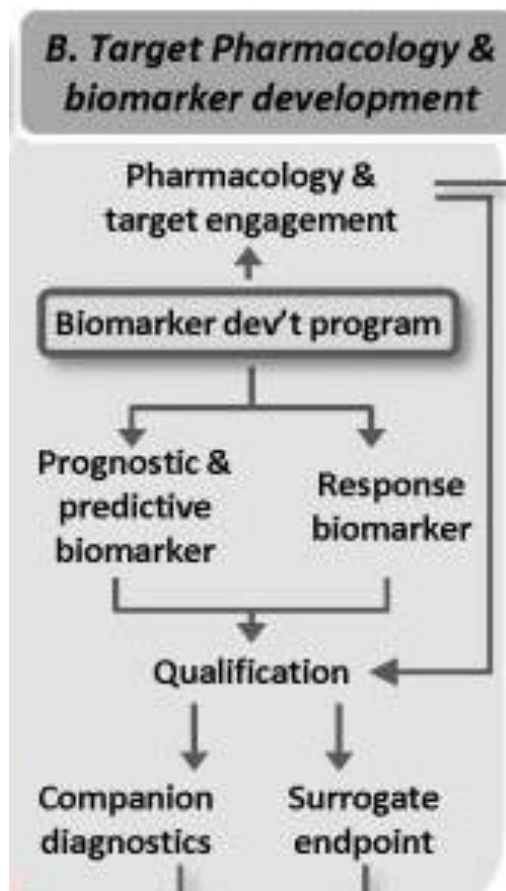 B. Target Pharmacology &
biomarker development
Pharmacology &
target engagement
Biomarker dev't program
Prognostic &
predictive
biomarker
Response
biomarker
Qualification
Companion
diagnostics
Surrogate
endpoint